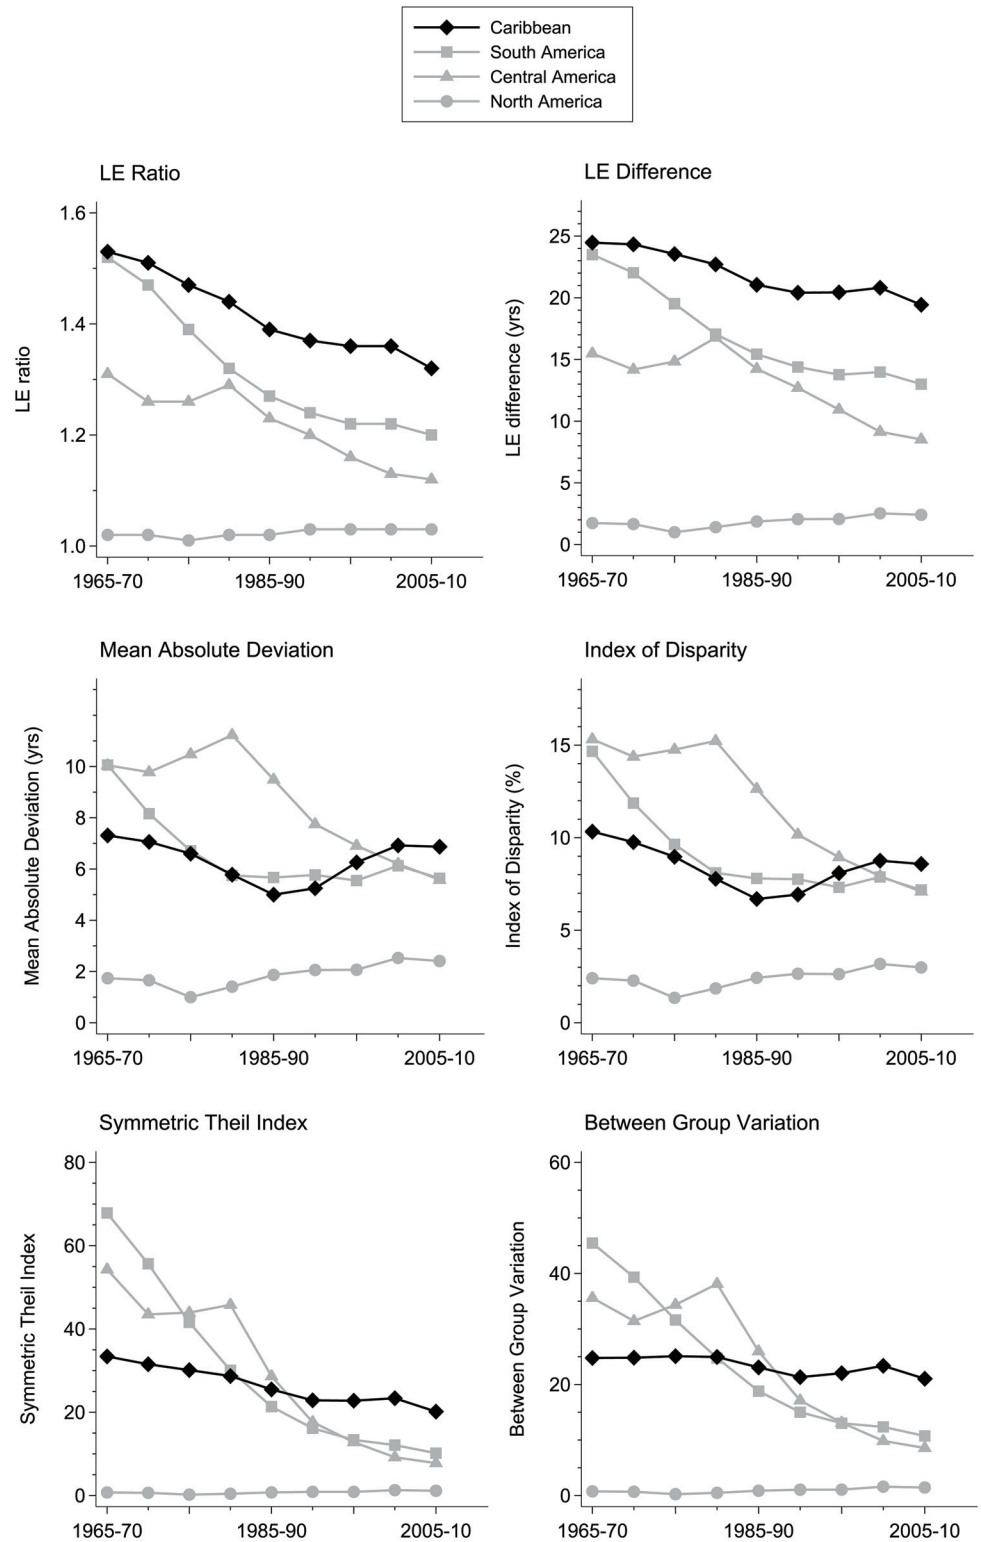 Caribbean
South America
Central America
North America
LE Ratio
LE ratio
1.6
1.4
1.2
1.0
1965-70 1985-90 2005-10
LE Difference
LE difference (yrs)
25
20
15
10
5
0
1965-70 1985-90 2005-10
Mean Absolute Deviation
Mean Absolute Deviation (yrs)
10
8
6
4
2
0
1965-70 1985-90 2005-10
Index of Disparity
Index of Disparity (%)
15
10
5
0
1965-70 1985-90 2005-10
Symmetric Theil Index
Symmetric Theil Index
80
60
40
20
0
1965-70 1985-90 2005-10
Between Group Variation
Between Group Variation
60
40
20
0
1965-70 1985-90 2005-10